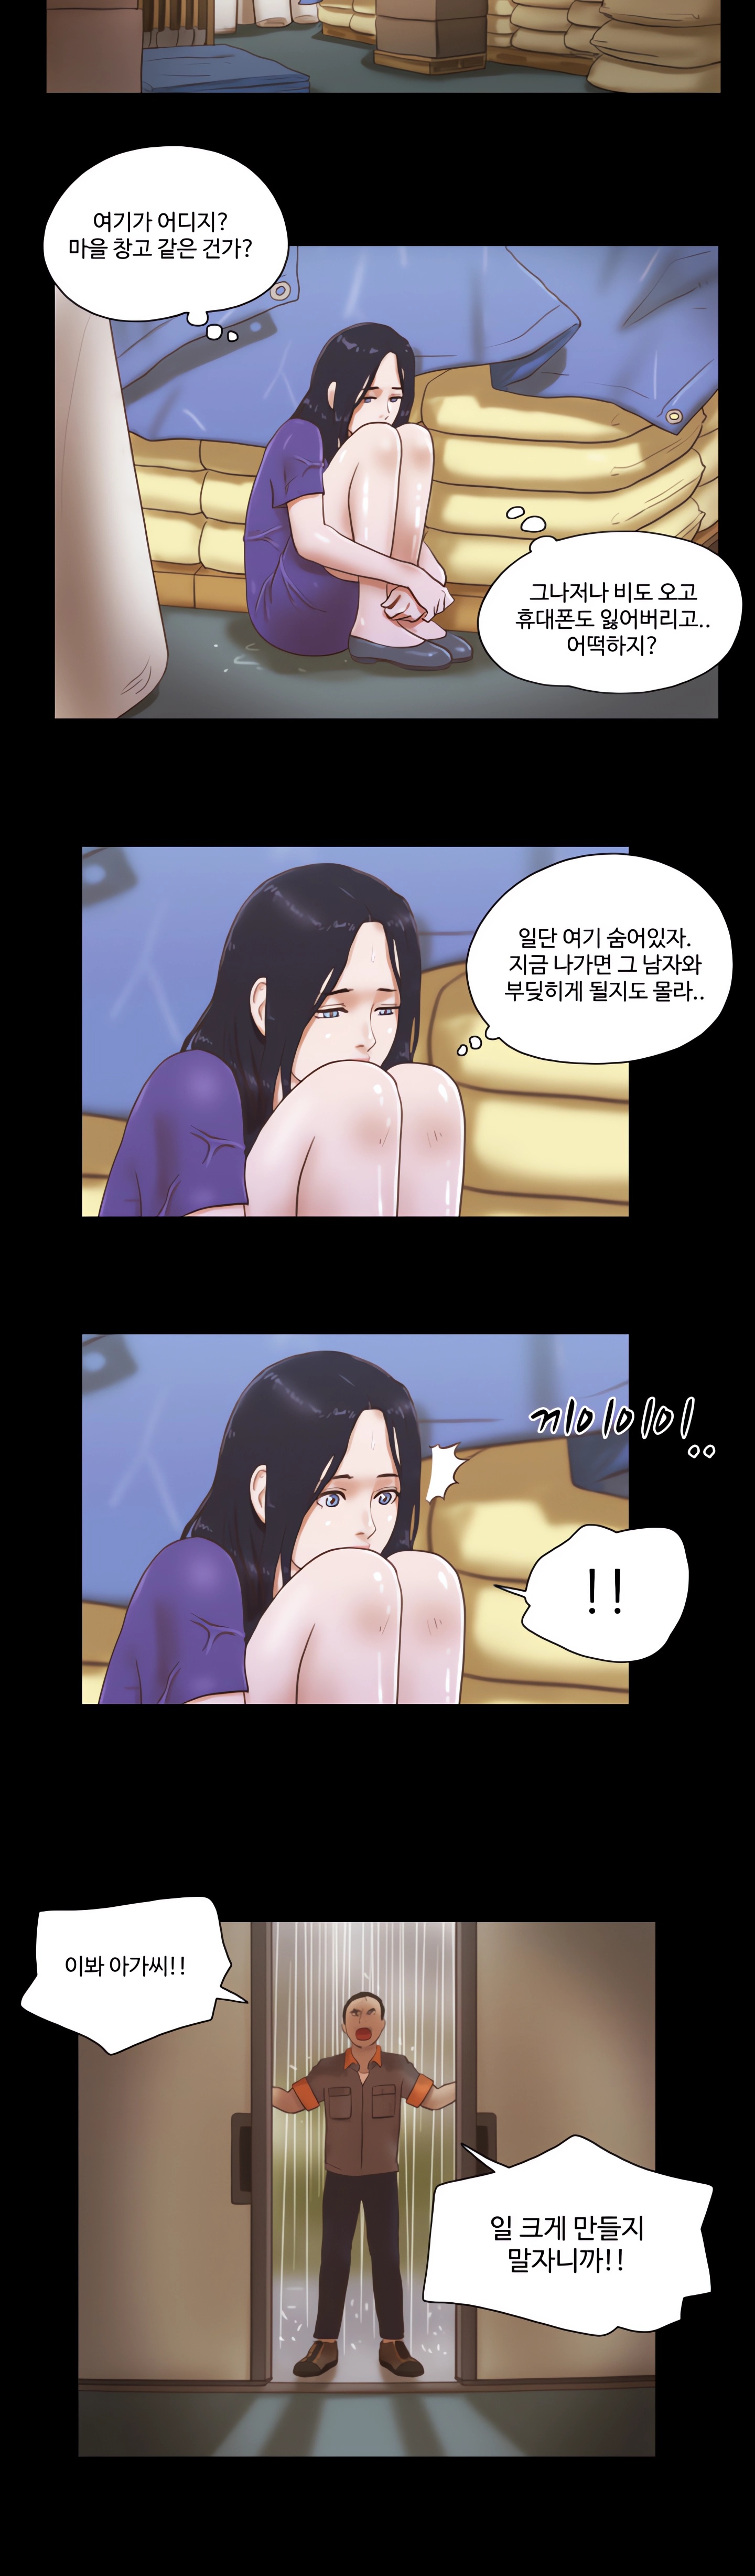 여기가 어디지?
마을 창고 같은 건가?
그나저나 비도 오고
휴대폰도 잃어버리고..
어떡하지?
일단 여기 숨어있자.
지금 나가면 그 남자와
부딪히게 될지도 몰라..
끼이이이이..
!!
이봐 아가씨!!
일 크게 만들지
말자니까!!